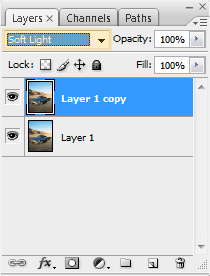 Layers × Channels Paths
Soft Light Opacity: 100%
Lock: Fill: 100%
Layer 1 copy
Layer 1
fx